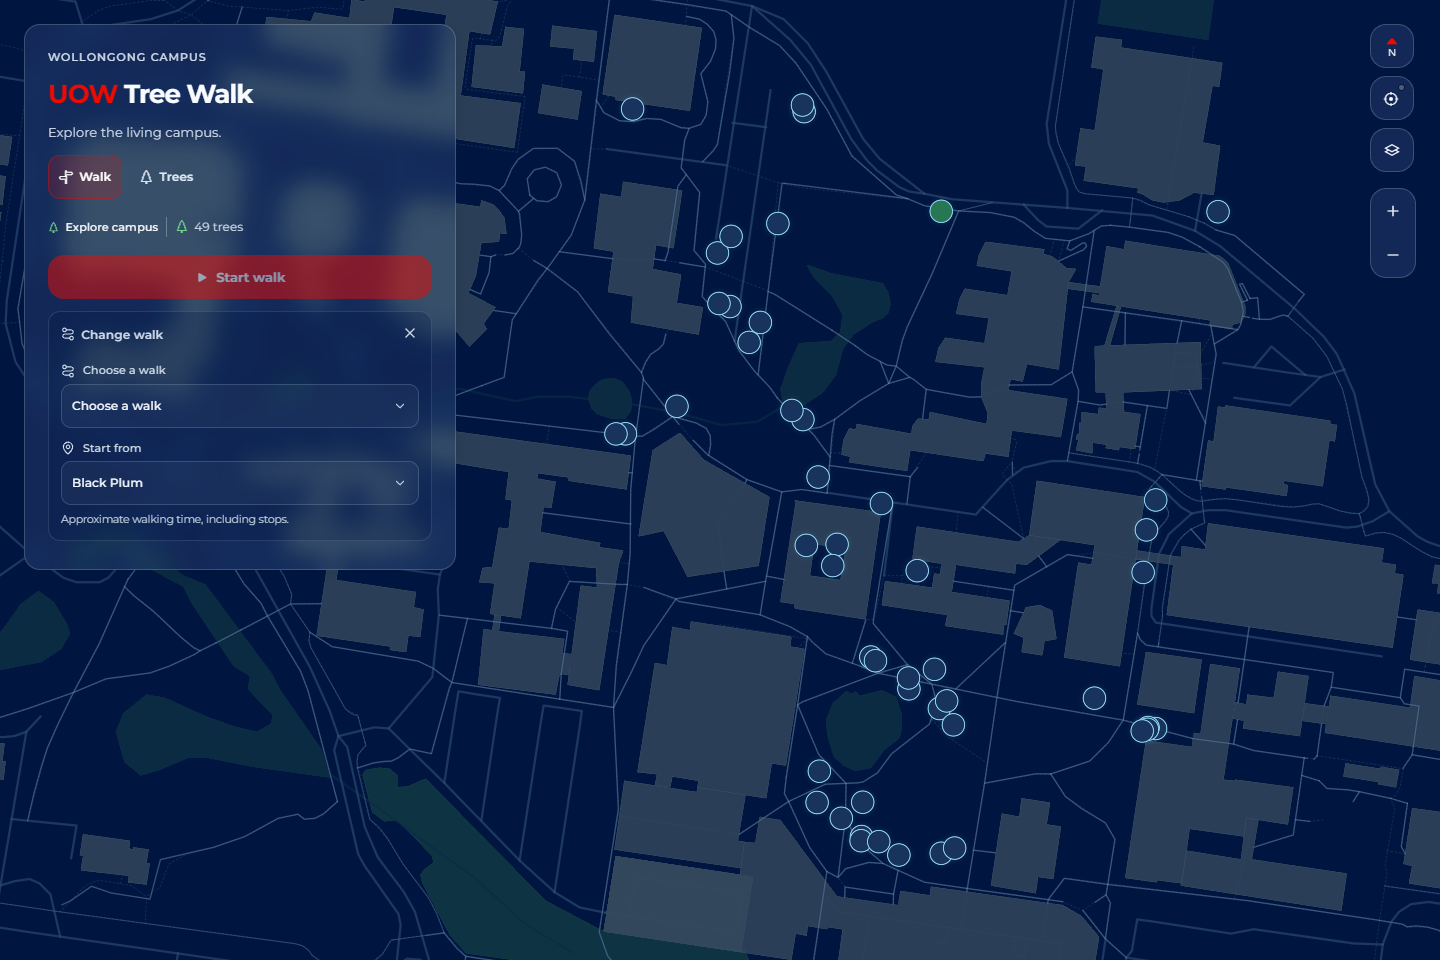 WOLLONGONG CAMPUS
UOW Tree Walk
Explore the living campus.
Walk
Trees
Explore campus
49 trees
Start walk
Change walk
Choose a walk
Choose a walk
Start from
Black Plum
Approximate walking time, including stops.
N